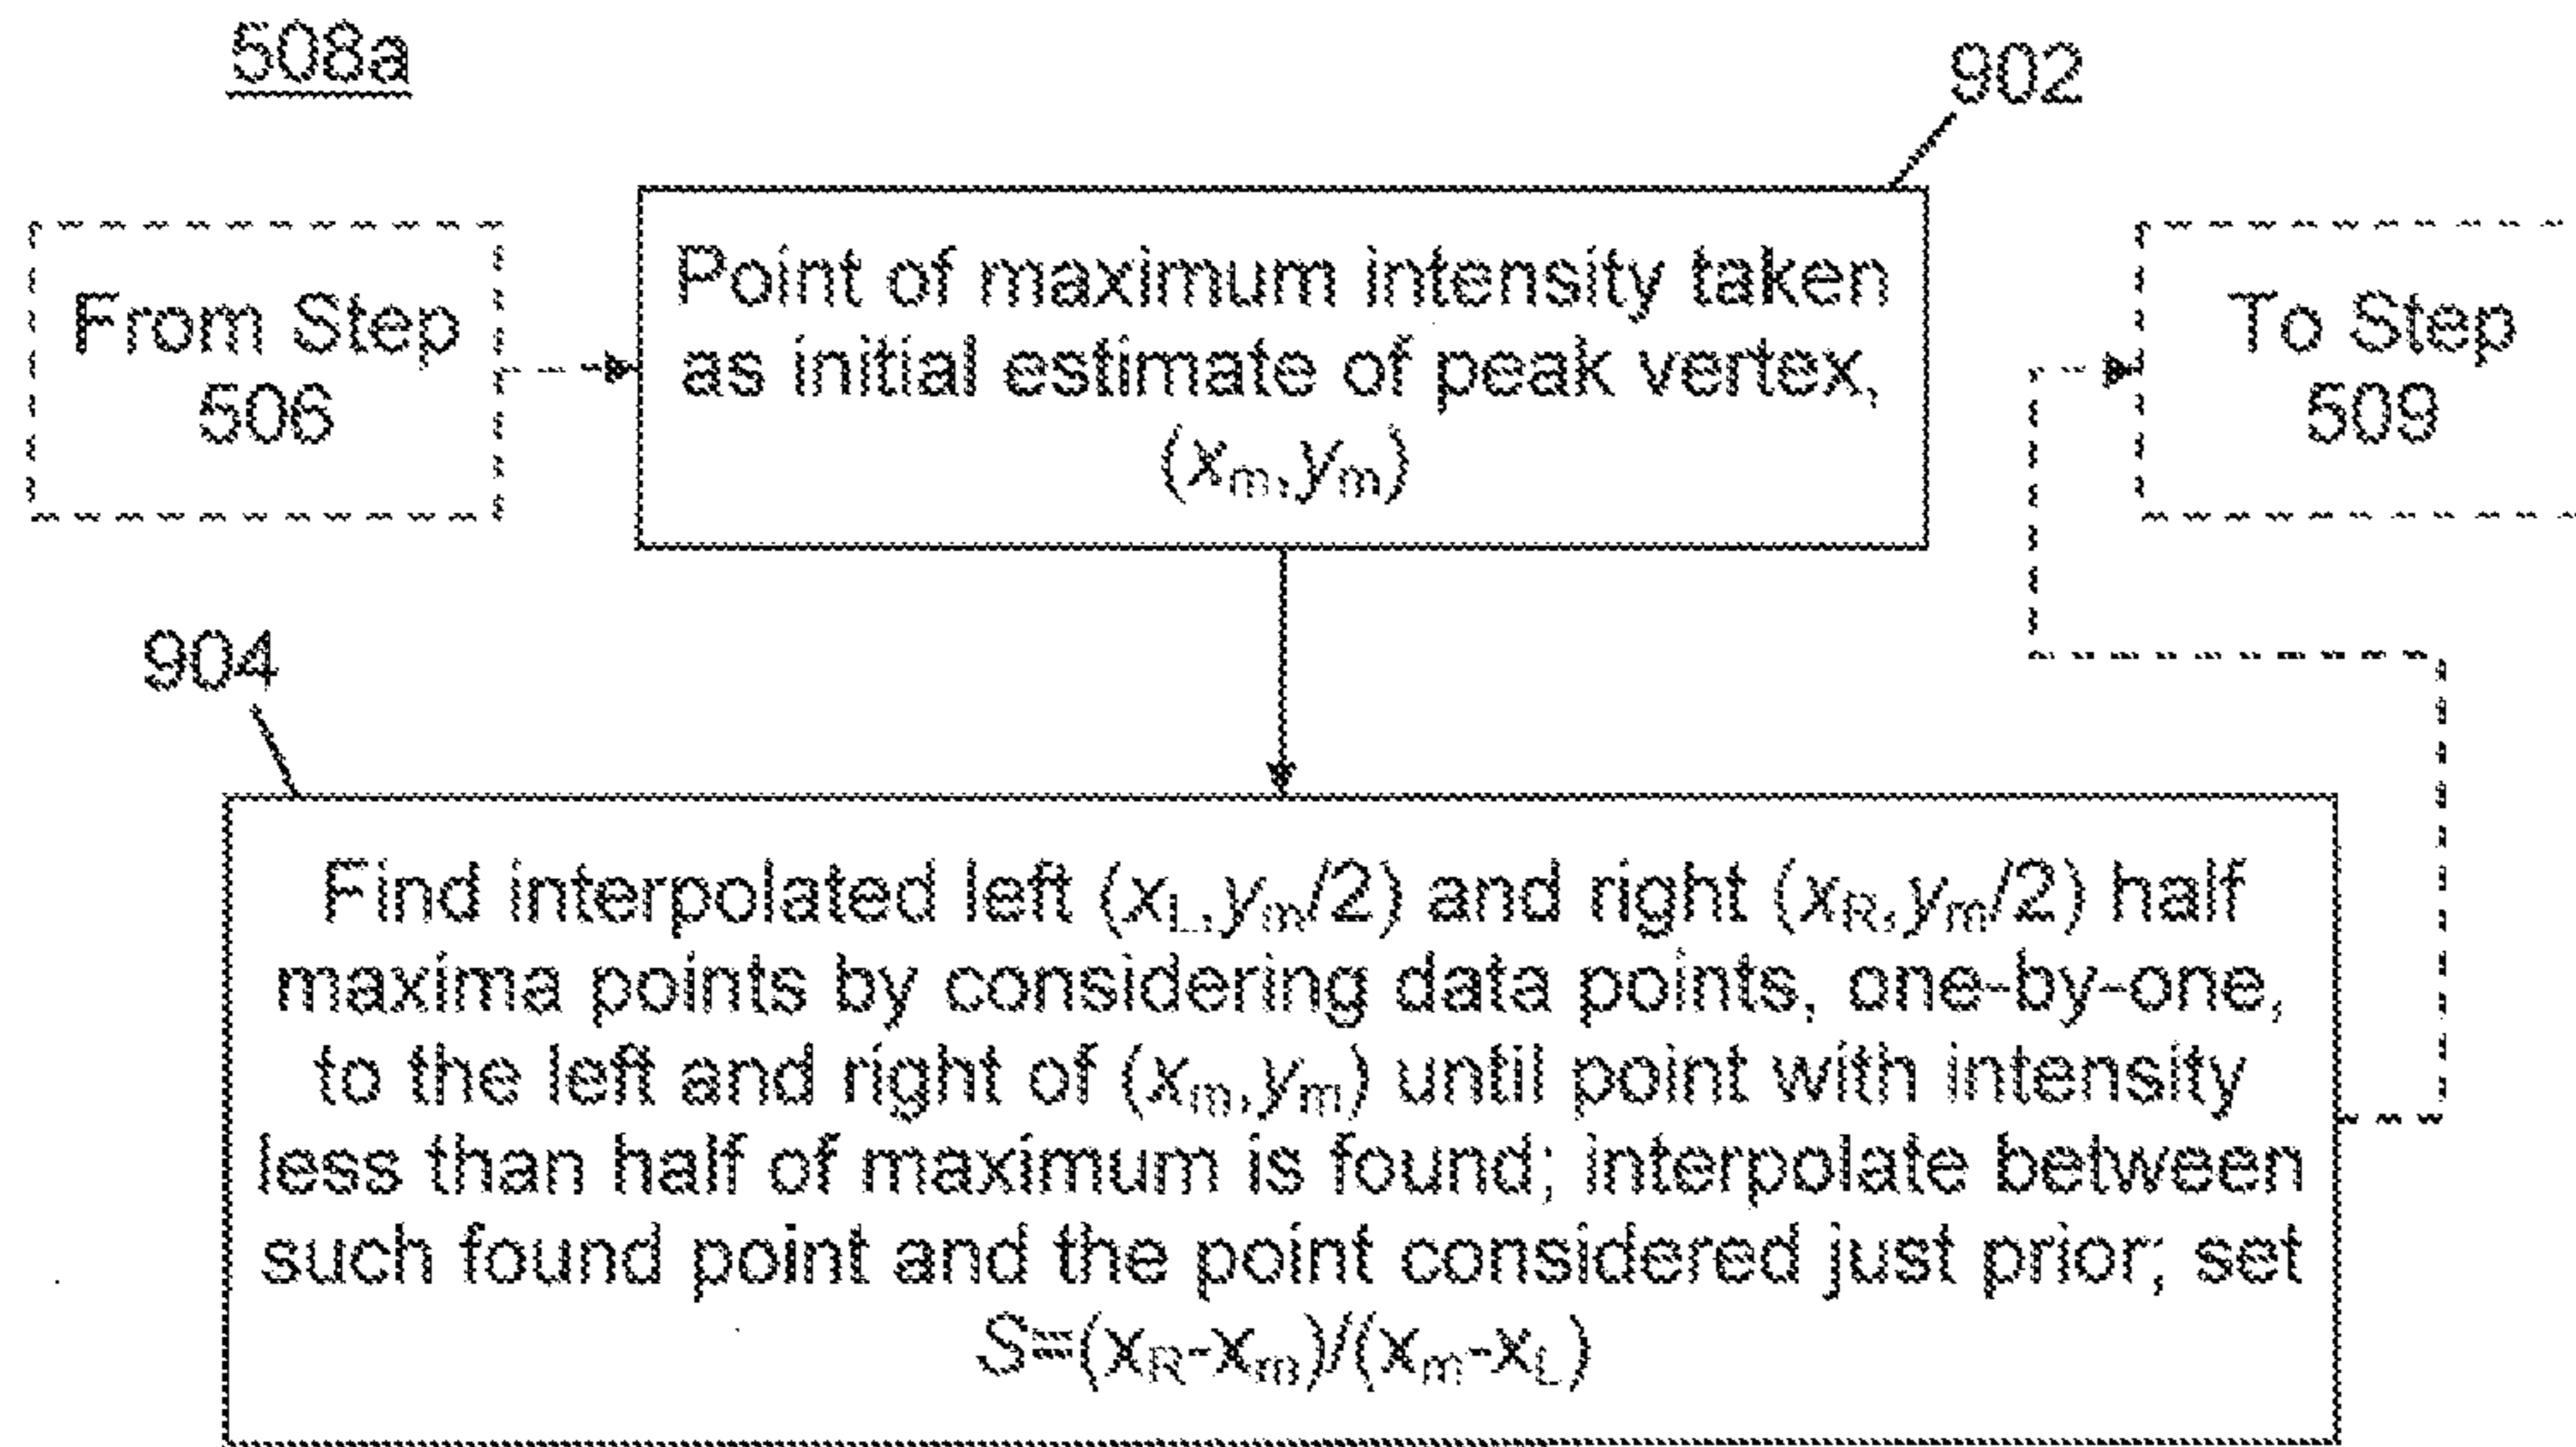 508a
902
From Step
506
Point of maximum intensity taken
as initial estimate of peak vertex,
(xm,ym)
To Step
509
904
Find interpolated left (xL,ym/2) and right (xR,ym/2) half
maxima points by considering data points, one-by-one,
to the left and right of (xm,ym) until point with intensity
less than half of maximum is found; interpolate between
such found point and the point considered just prior; set
S=(xR-xm)/(xm-xL)